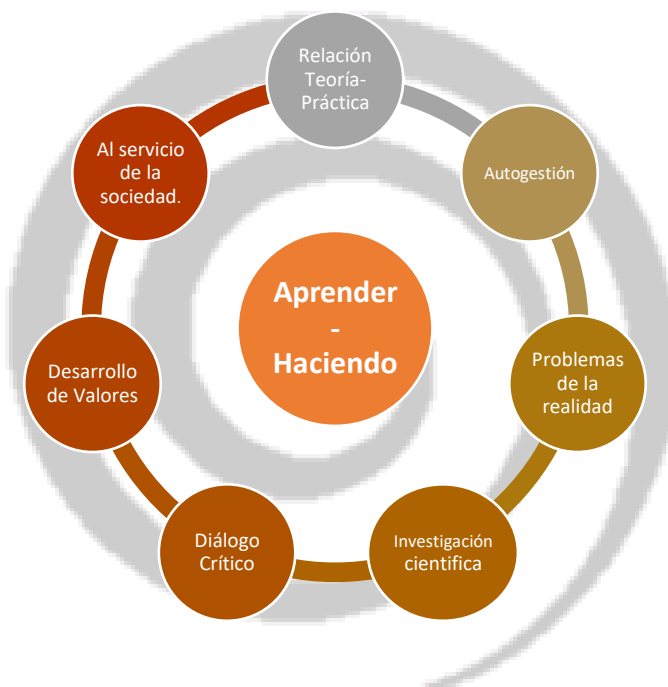 Relación
Teoría-
Práctica
Autogestión
Problemas
de la
realidad
Investigación
cientifica
Diálogo
Crítico
Desarrollo
de Valores
Al servicio
de la
sociedad.
Aprender
-
Haciendo